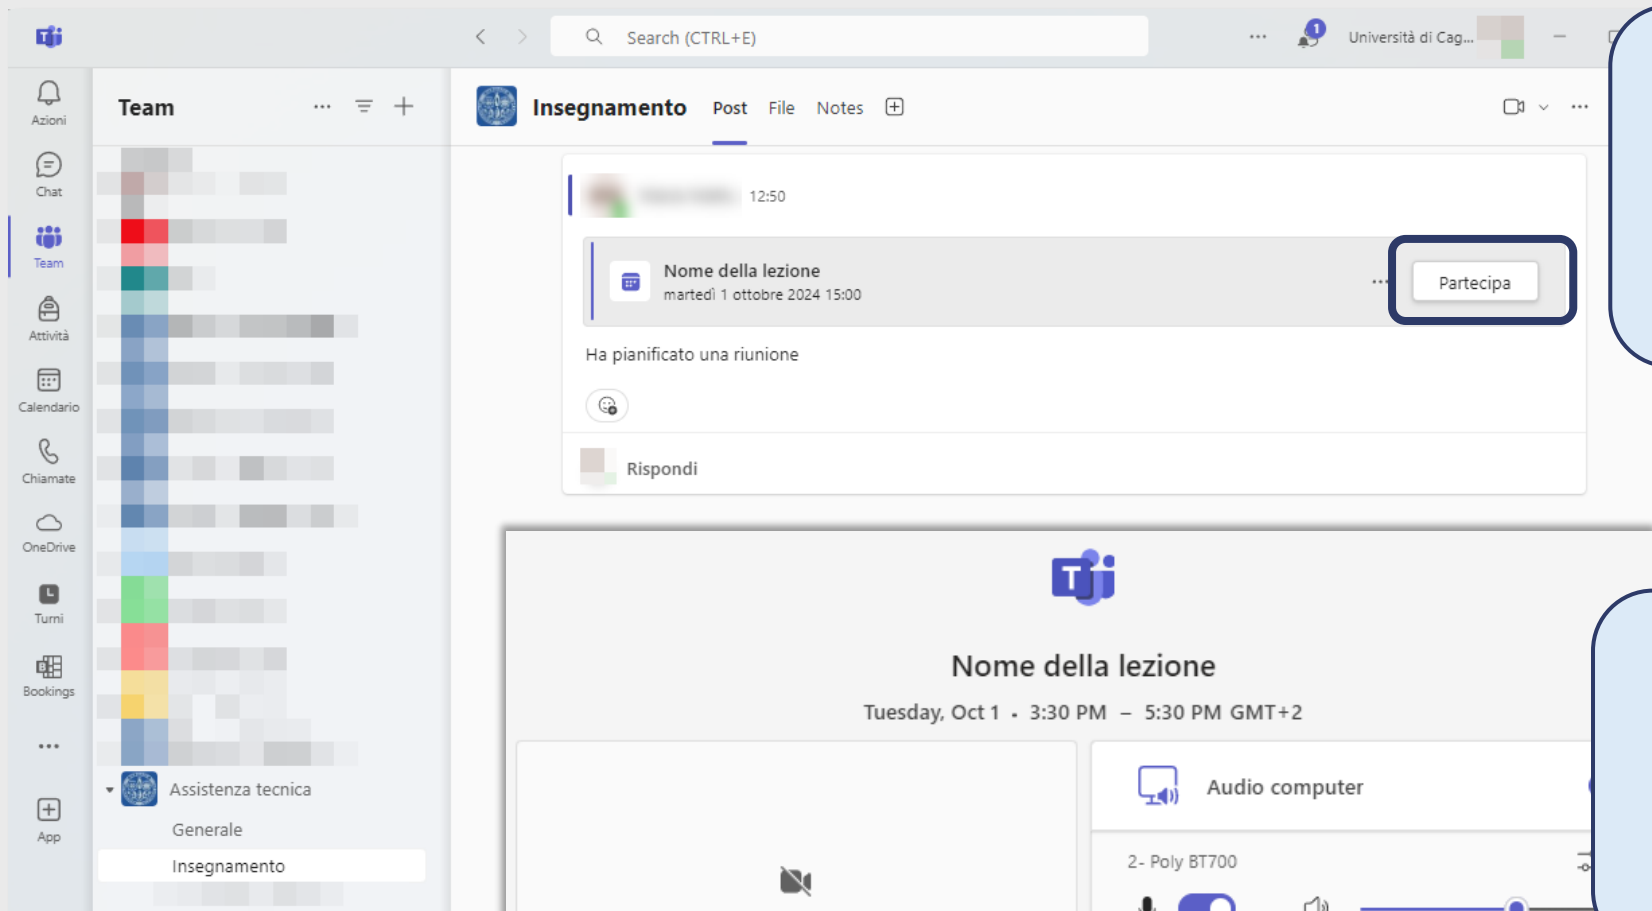 Search (CTRL+E)
1
Università di Cag...
Azioni
Chat
Team
Attività
Calendario
Chiamate
OneDrive
Turni
Bookings
App
Team
Assistenza tecnica
Generale
Insegnamento
Insegnamento Post File Notes
12:50
Nome della lezione
martedì 1 ottobre 2024 15:00
Partecipa
Ha pianificato una riunione
Rispondi
Nome della lezione
Tuesday, Oct 1 • 3:30 PM – 5:30 PM GMT+2
Audio computer
2- Poly BT700